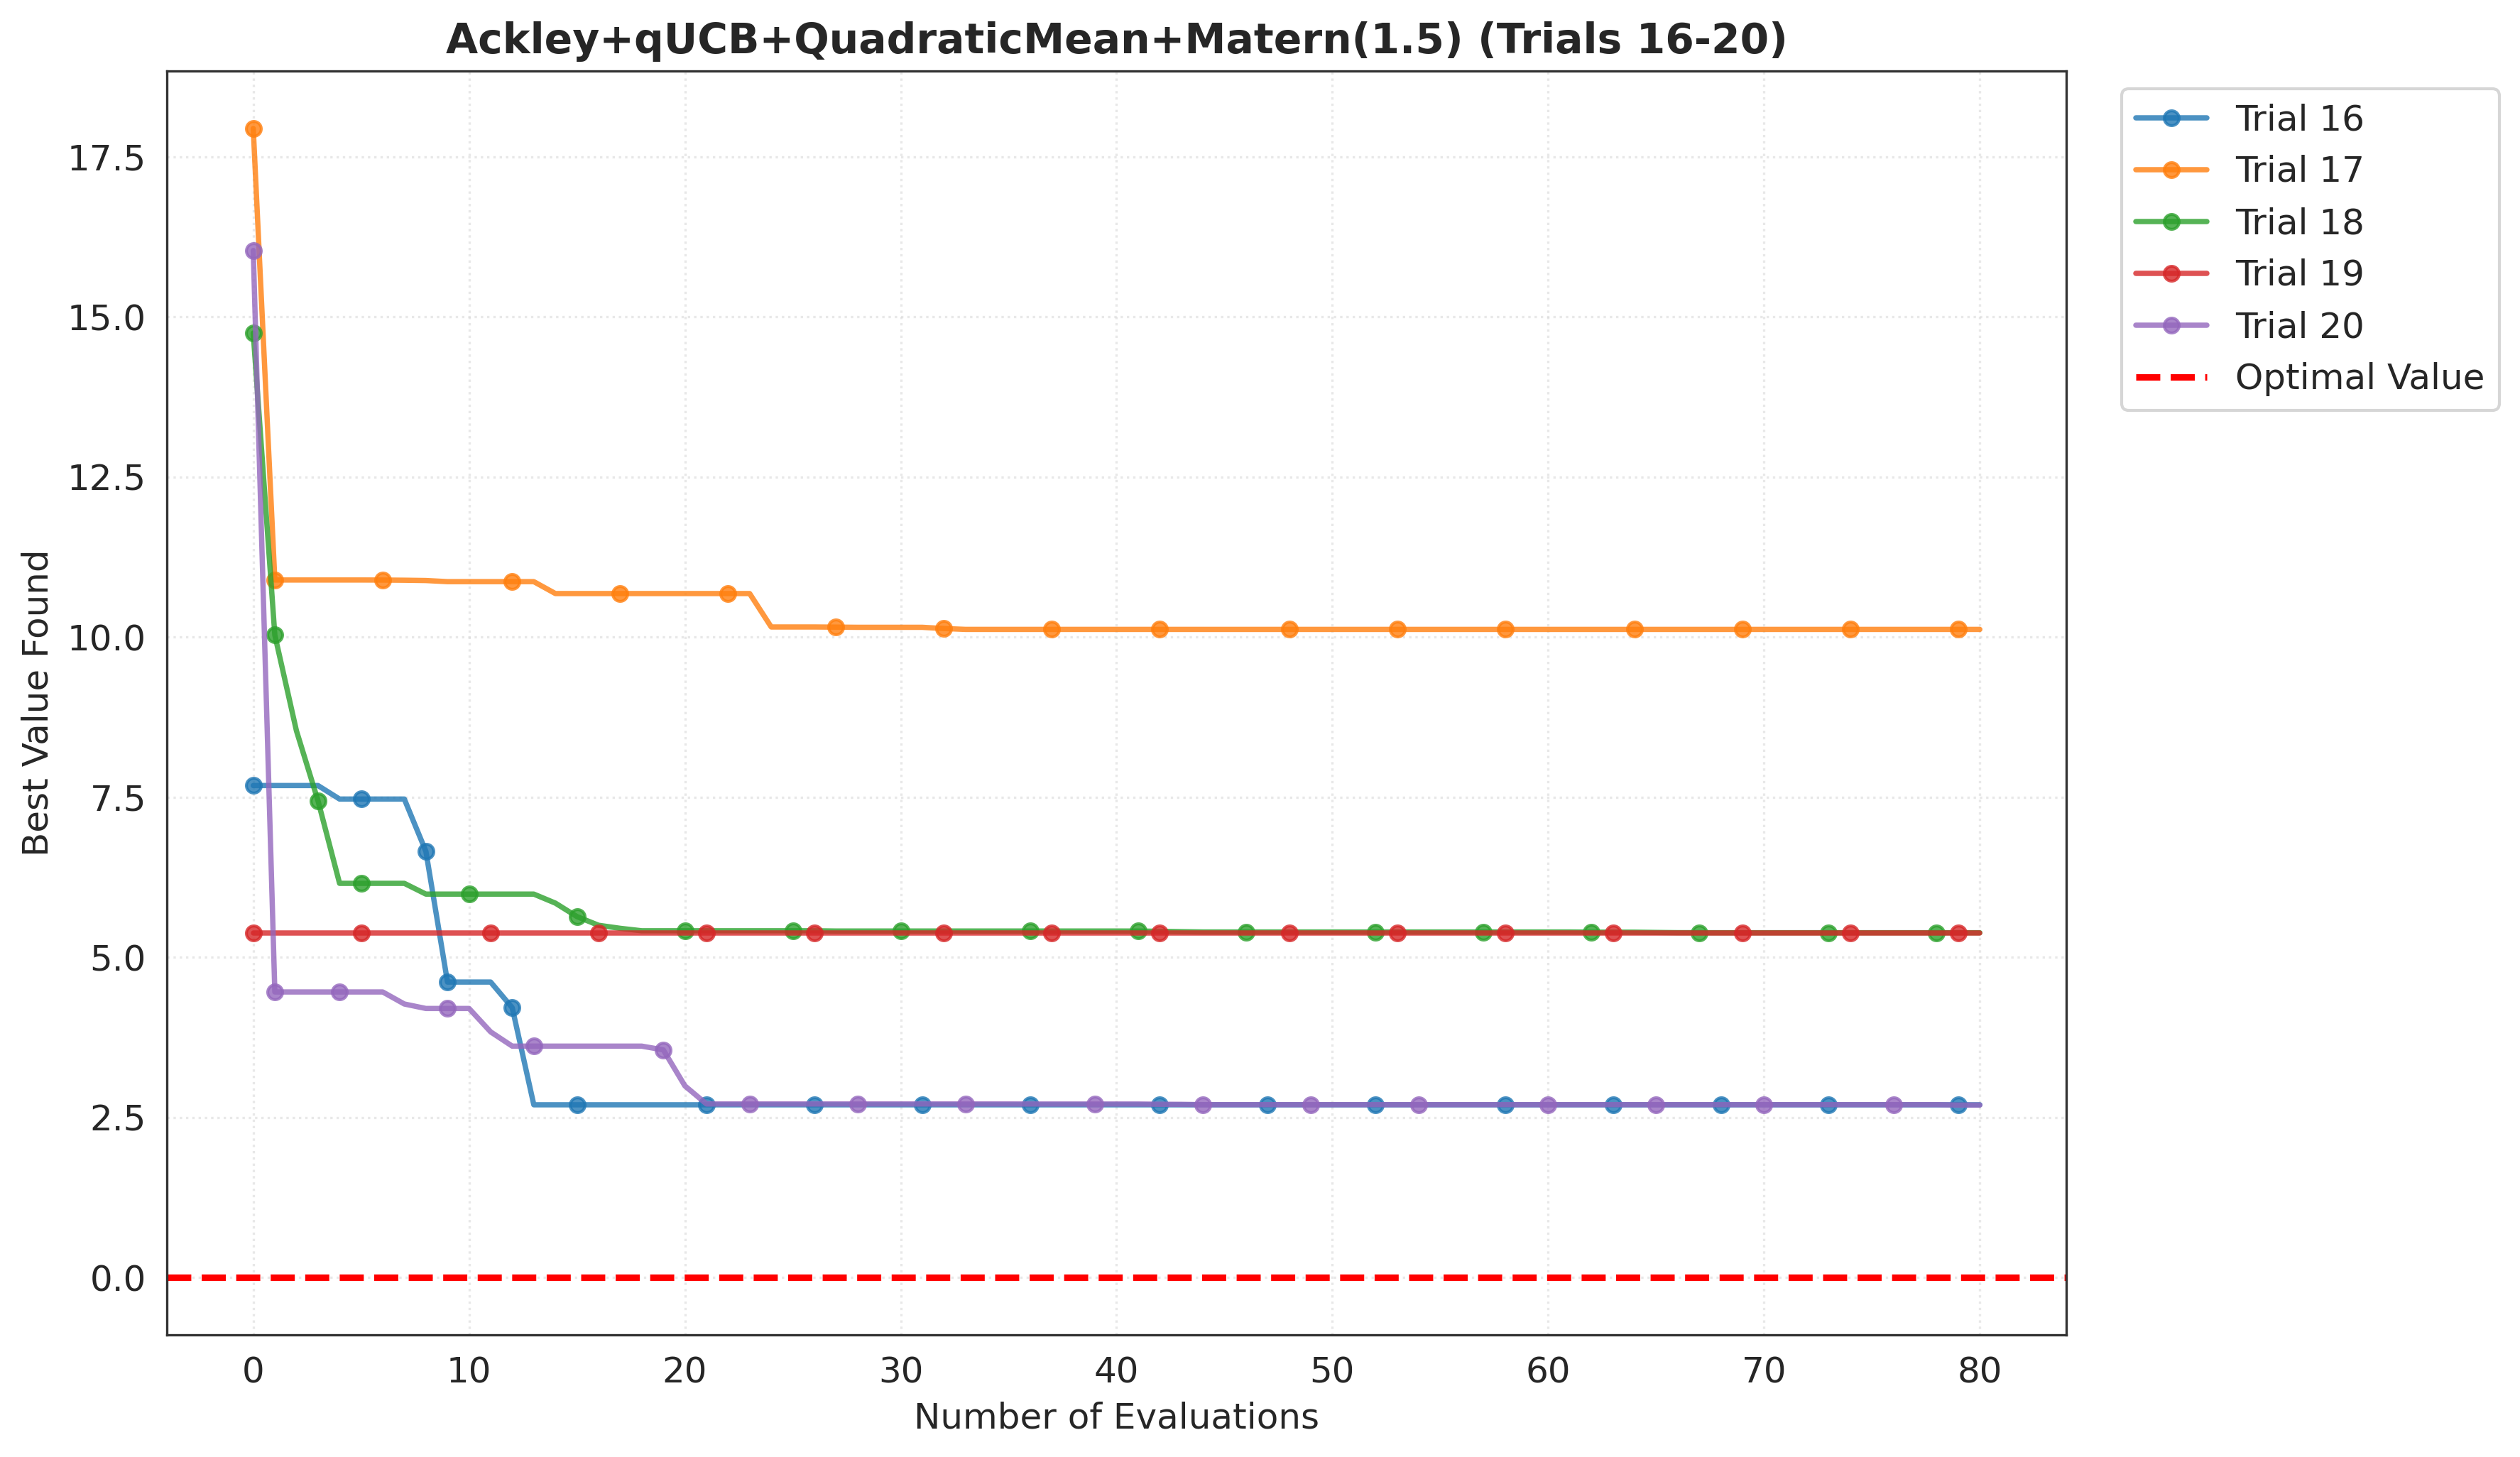 Ackley+qUCB+QuadraticMean+Matern(1.5) (Trials 16-20)
Best Value Found
17.5
15.0
12.5
10.0
7.5
5.0
2.5
0.0
0 10 20 30 40 50 60 70 80
Number of Evaluations
Trial 16
Trial 17
Trial 18
Trial 19
Trial 20
Optimal Value